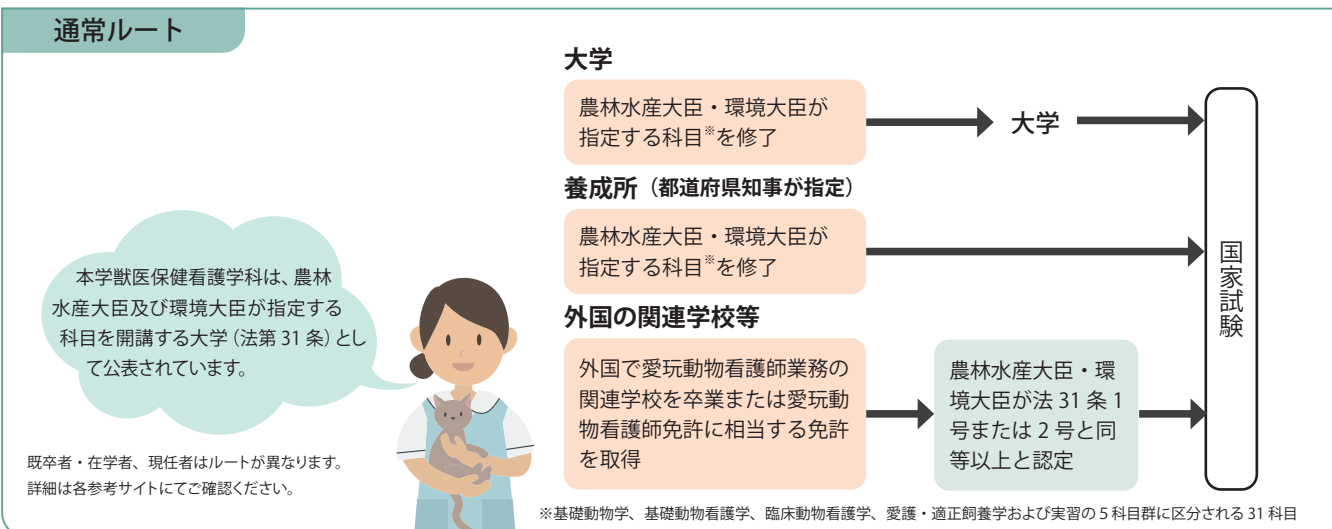 通常ルート
大学
農林水産大臣・環境大臣が
指定する科目※を修了
大学
養成所（都道府県知事が指定）
農林水産大臣・環境大臣が
指定する科目※を修了
外国の関連学校等
外国で愛玩動物看護師業務の
関連学校を卒業または愛玩動
物看護師免許に相当する免許
を取得
農林水産大臣・環
境大臣が法 31 条 1
号または 2 号と同
等以上と認定
国家試験
本学獣医保健看護学科は、農林
水産大臣及び環境大臣が指定する
科目を開講する大学（法第 31 条）とし
て公表されています。
既卒者・在学者、現任者はルートが異なります。
詳細は各参考サイトにてご確認ください。
※基礎動物学、基礎動物看護学、臨床動物看護学、愛護・適正飼養学および実習の 5 科目群に区分される 31 科目